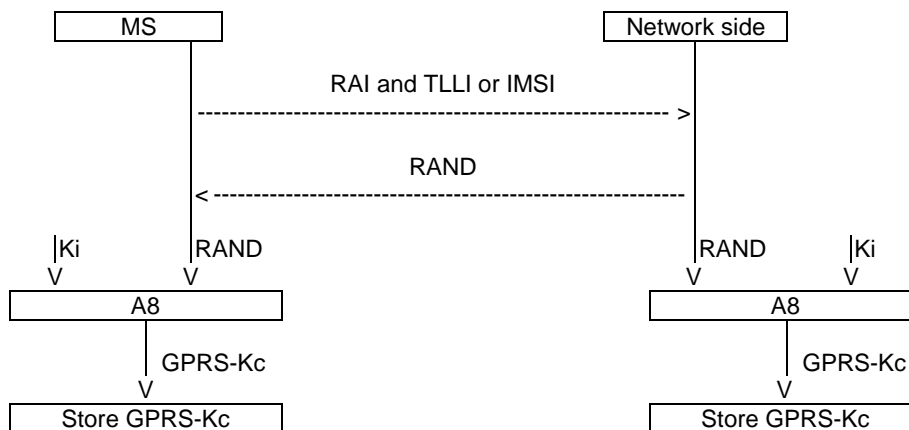 MS Network side
RAI and TLLI or IMSI
------------------------------------------------------------------- >
RAND
< -------------------------------------------------------------------
Ki RAND RAND Ki
V V V V
A8 A8
GPRS-Kc GPRS-Kc
V V
Store GPRS-Kc Store GPRS-Kc